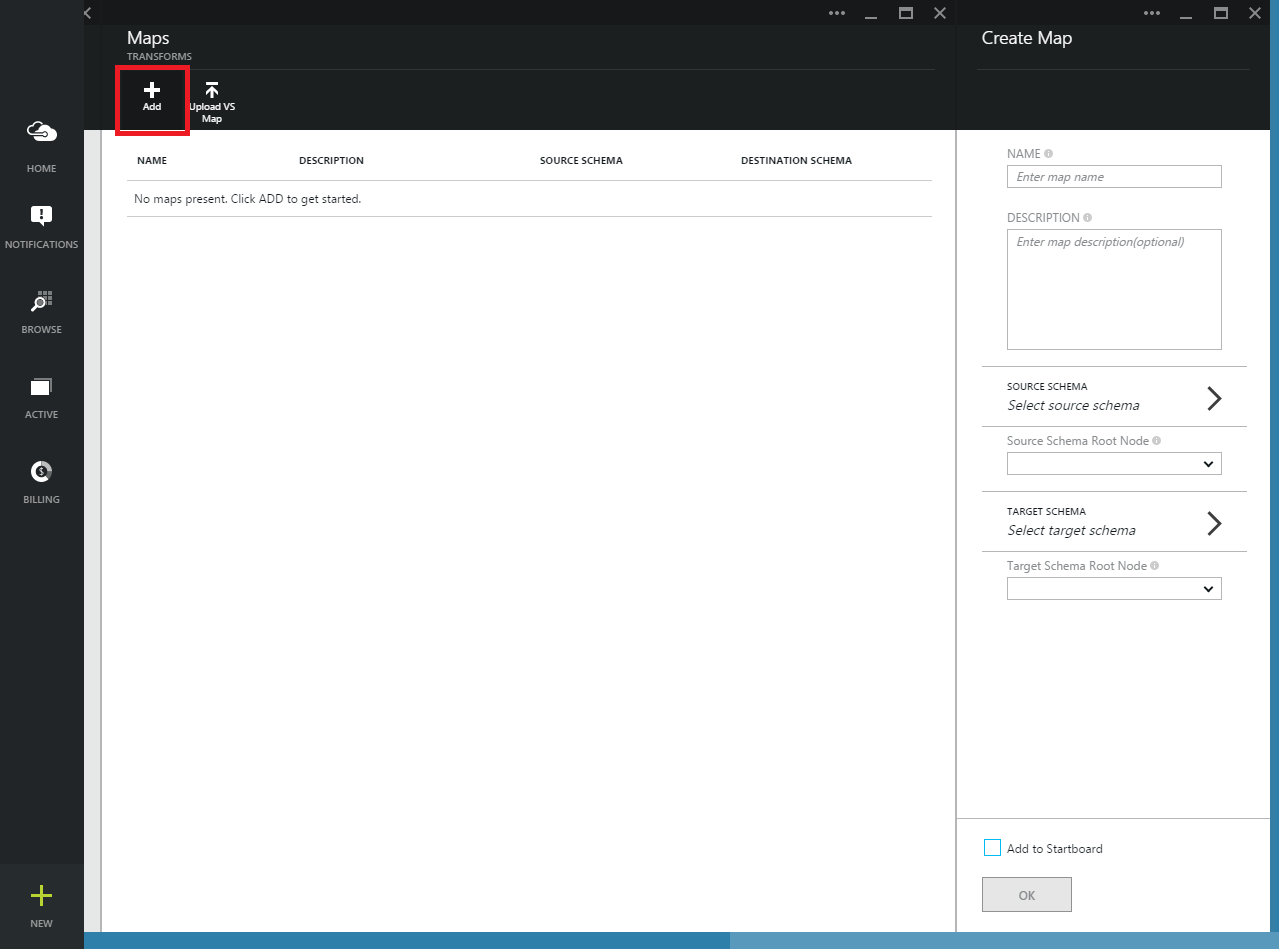 Maps
TRANSFORMS
Add
Upload VS
Map
NAME DESCRIPTION SOURCE SCHEMA DESTINATION SCHEMA
No maps present. Click ADD to get started.
HOME
NOTIFICATIONS
BROWSE
ACTIVE
BILLING
NEW
Create Map
NAME
Enter map name
DESCRIPTION
Enter map description(optional)
SOURCE SCHEMA
Select source schema
Source Schema Root Node
TARGET SCHEMA
Select target schema
Target Schema Root Node
Add to Startboard
OK